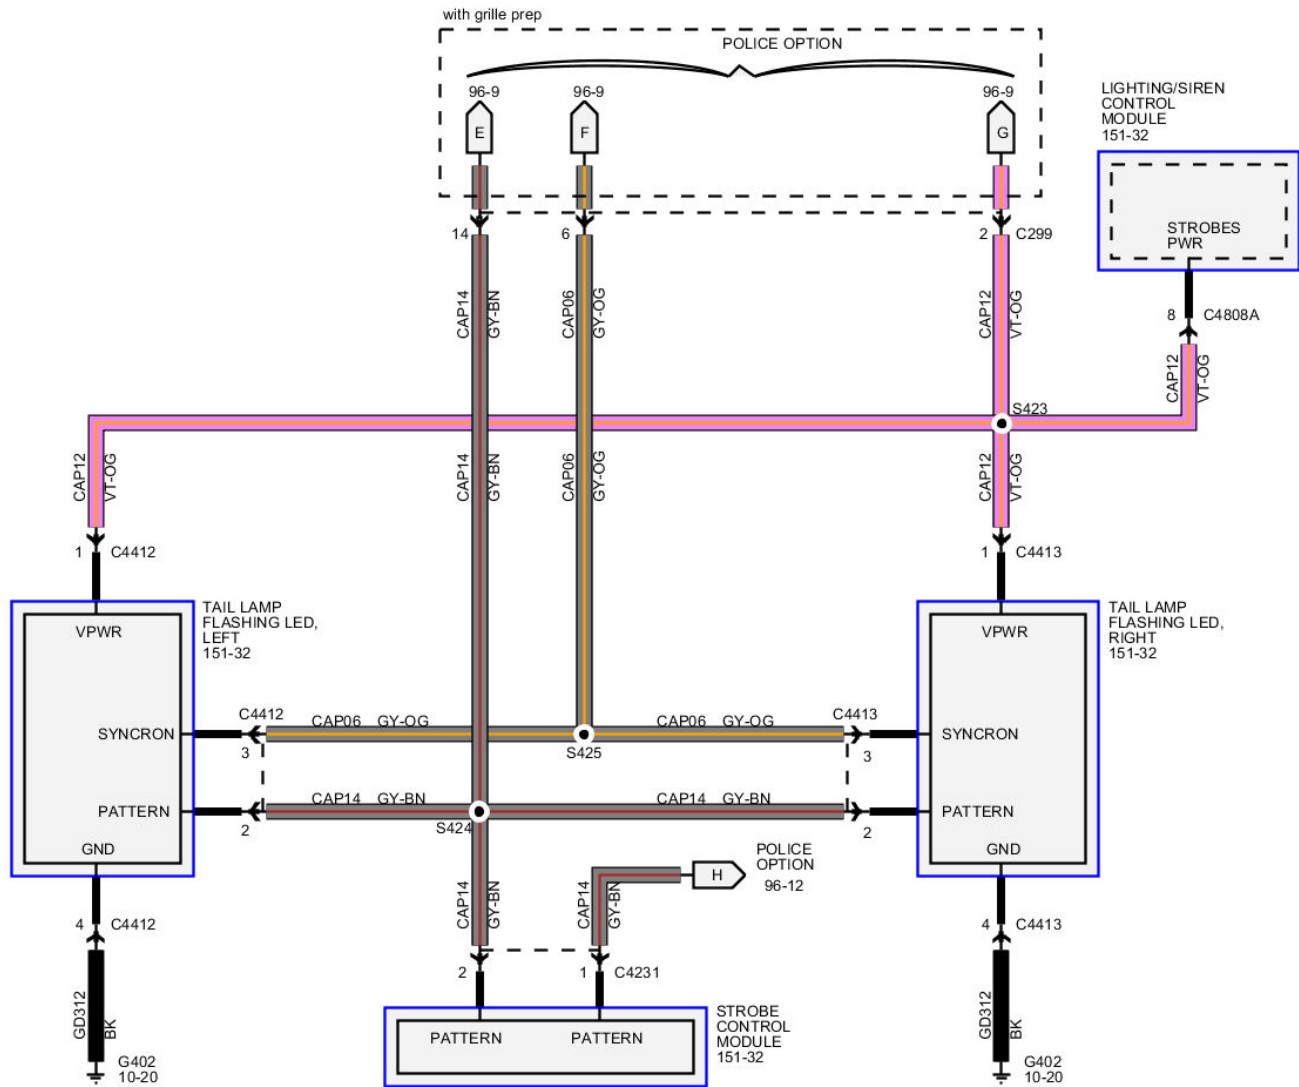 with grille prep
POLICE OPTION
96-9
96-9
96-9
E
F
G
LIGHTING/SIREN
CONTROL
MODULE
151-32
STROBES
PWR
14
6
2
C299
8
C4808A
CAP14
GY-BN
CAP06
GY-OG
CAP12
VT-OG
CAP12
VT-OG
S423
CAP12
VT-OG
CAP14
GY-BN
CAP06
GY-OG
CAP12
VT-OG
1
C4412
1
C4413
TAIL LAMP
FLASHING LED,
LEFT
151-32
VPWR
SYNCRON
PATTERN
GND
TAIL LAMP
FLASHING LED,
RIGHT
151-32
VPWR
SYNCRON
PATTERN
GND
C4412
3
CAP06 GY-OG
CAP06 GY-OG
C4413
3
S425
2
CAP14 GY-BN
CAP14 GY-BN
2
S424
POLICE
OPTION
96-12
H
CAP14
GY-BN
CAP14
GY-BN
4
C4412
4
C4413
2
1
C4231
GD312
BK
GD312
BK
PATTERN
PATTERN
STROBE
CONTROL
MODULE
151-32
G402
10-20
G402
10-20